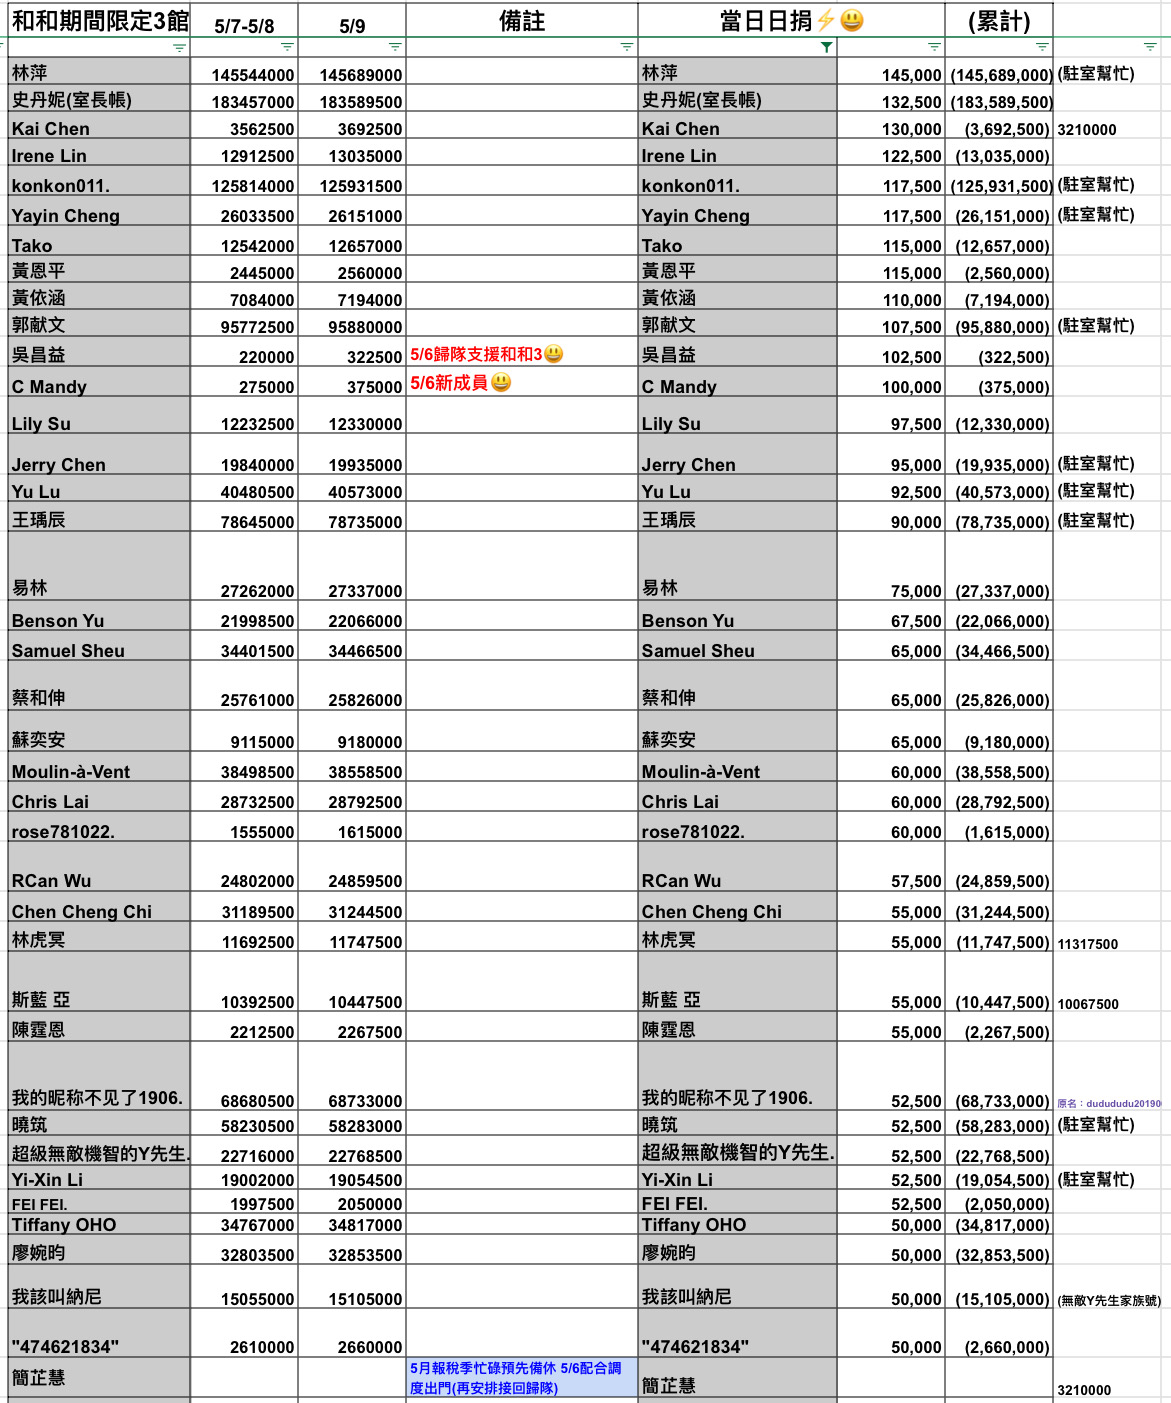 和和期間限定3館 5/7-5/8 5/9 備註 當日日捐⚡😃 (累計)
林萍 145544000 145689000 林萍 145,000 (145,689,000) (駐室幫忙)
史丹妮(室長帳) 183457000 183589500 史丹妮(室長帳) 132,500 (183,589,500)
Kai Chen 3562500 3692500 Kai Chen 130,000 (3,692,500) 3210000
Irene Lin 12912500 13035000 Irene Lin 122,500 (13,035,000)
konkon011. 125814000 125931500 konkon011. 117,500 (125,931,500) (駐室幫忙)
Yayin Cheng 26033500 26151000 Yayin Cheng 117,500 (26,151,000) (駐室幫忙)
Tako 12542000 12657000 Tako 115,000 (12,657,000)
黃恩平 2445000 2560000 黃恩平 115,000 (2,560,000)
黃依涵 7084000 7194000 黃依涵 110,000 (7,194,000)
郭献文 95772500 95880000 郭献文 107,500 (95,880,000) (駐室幫忙)
吳昌益 220000 322500 5/6歸隊支援和和3😃 吳昌益 102,500 (322,500)
C Mandy 275000 375000 5/6新成員😃 C Mandy 100,000 (375,000)
Lily Su 12232500 12330000 Lily Su 97,500 (12,330,000)
Jerry Chen 19840000 19935000 Jerry Chen 95,000 (19,935,000) (駐室幫忙)
Yu Lu 40480500 40573000 Yu Lu 92,500 (40,573,000) (駐室幫忙)
王瑀辰 78645000 78735000 王瑀辰 90,000 (78,735,000) (駐室幫忙)
易林 27262000 27337000 易林 75,000 (27,337,000)
Benson Yu 21998500 22066000 Benson Yu 67,500 (22,066,000)
Samuel Sheu 34401500 34466500 Samuel Sheu 65,000 (34,466,500)
蔡和伸 25761000 25826000 蔡和伸 65,000 (25,826,000)
蘇奕安 9115000 9180000 蘇奕安 65,000 (9,180,000)
Moulin-à-Vent 38498500 38558500 Moulin-à-Vent 60,000 (38,558,500)
Chris Lai 28732500 28792500 Chris Lai 60,000 (28,792,500)
rose781022. 1555000 1615000 rose781022. 60,000 (1,615,000)
RCan Wu 24802000 24859500 RCan Wu 57,500 (24,859,500)
Chen Cheng Chi 31189500 31244500 Chen Cheng Chi 55,000 (31,244,500)
林虎冥 11692500 11747500 林虎冥 55,000 (11,747,500) 11317500
斯藍 亞 10392500 10447500 斯藍 亞 55,000 (10,447,500) 10067500
陳霆恩 2212500 2267500 陳霆恩 55,000 (2,267,500)
我的昵称不见了1906. 68680500 68733000 我的昵称不见了1906. 52,500 (68,733,000) 原名：dudududu20190
曉筑 58230500 58283000 曉筑 52,500 (58,283,000) (駐室幫忙)
超級無敵機智的Y先生. 22716000 22768500 超級無敵機智的Y先生. 52,500 (22,768,500)
Yi-Xin Li 19002000 19054500 Yi-Xin Li 52,500 (19,054,500) (駐室幫忙)
FEI FEI. 1997500 2050000 FEI FEI. 52,500 (2,050,000)
Tiffany OHO 34767000 34817000 Tiffany OHO 50,000 (34,817,000)
廖婉昀 32803500 32853500 廖婉昀 50,000 (32,853,500)
我該叫納尼 15055000 15105000 我該叫納尼 50,000 (15,105,000) (無敵Y先生家族號)
"474621834" 2610000 2660000 "474621834" 50,000 (2,660,000)
簡芷慧 5月報稅季忙碌預先備休 5/6配合調
度出門(再安排接回歸隊) 簡芷慧 3210000